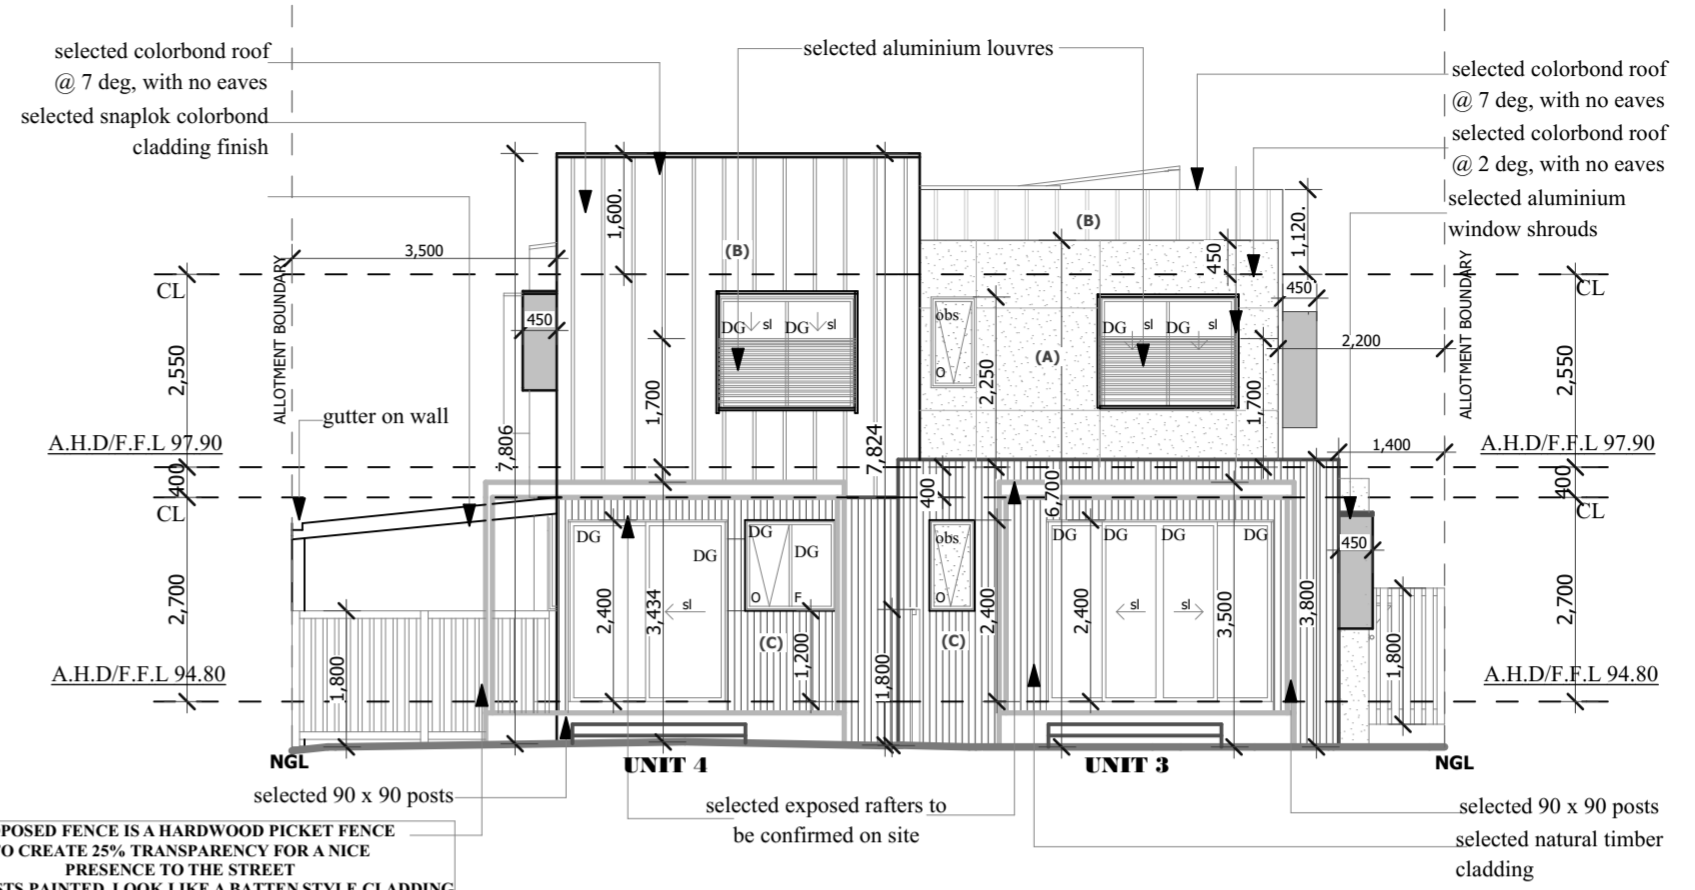 selected colorbond roof
@ 7 deg, with no eaves
selected snaplok colorbond
cladding finish
selected aluminium louvres
selected colorbond roof
@ 7 deg, with no eaves
selected colorbond roof
@ 2 deg, with no eaves
selected aluminium
window shrouds
1,600.
(B)
(B)
1,120.
450
3,500
ALLOTMENT BOUNDARY
ALLOTMENT BOUNDARY
CL
CL
450
450
DG sl DG sl
obs
O
DG sl DG sl
(A)
2,200
2,550
2,550
2,250
1,700
1,700
gutter on wall
7,806
7,824
1,400
A.H.D/F.F.L 97.90
A.H.D/F.F.L 97.90
400
400
400
6,700
CL
CL
DG
DG
DG
DG
obs
DG DG DG DG
450
O F
O
2,700
2,700
2,400
3,434
sl
2,400
2,400
sl
sl
3,500
3,800
(C)
(C)
1,200
1,800
1,800
1,800
A.H.D/F.F.L 94.80
A.H.D/F.F.L 94.80
NGL
UNIT 4
UNIT 3
NGL
selected 90 x 90 posts
selected exposed rafters to
be confirmed on site
selected 90 x 90 posts
selected natural timber
cladding
POSED FENCE IS A HARDWOOD PICKET FENCE
O CREATE 25% TRANSPARENCY FOR A NICE
PRESENCE TO THE STREET
STS PAINTED, LOOK LIKE A BATTEN STYLE CLADDING